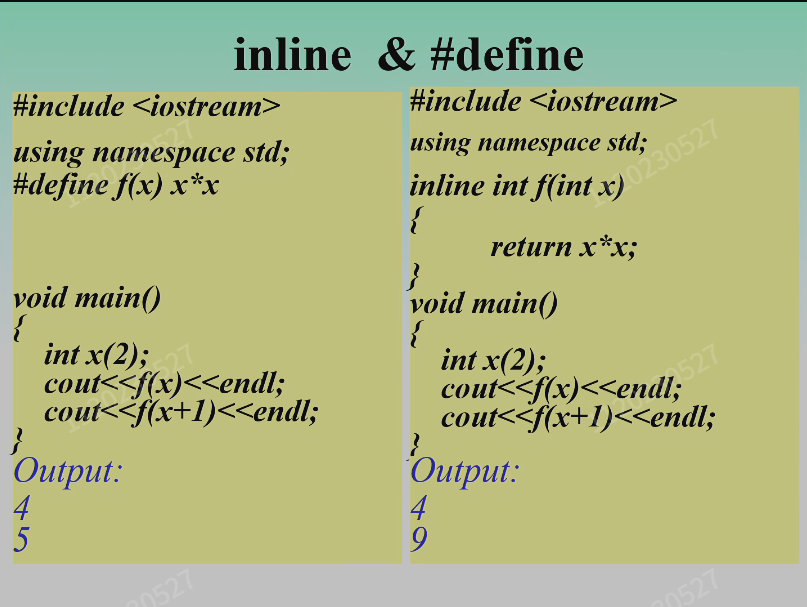 inline & #define
#include <iostream>
using namespace std;
#define f(x) x*x
void main()
{
int x(2);
cout<<f(x)<<endl;
cout<<f(x+1)<<endl;
}
Output:
4
5
#include <iostream>
using namespace std;
inline int f(int x)
{
return x*x;
}
void main()
{
int x(2);
cout<<f(x)<<endl;
cout<<f(x+1)<<endl;
}
Output:
4
9